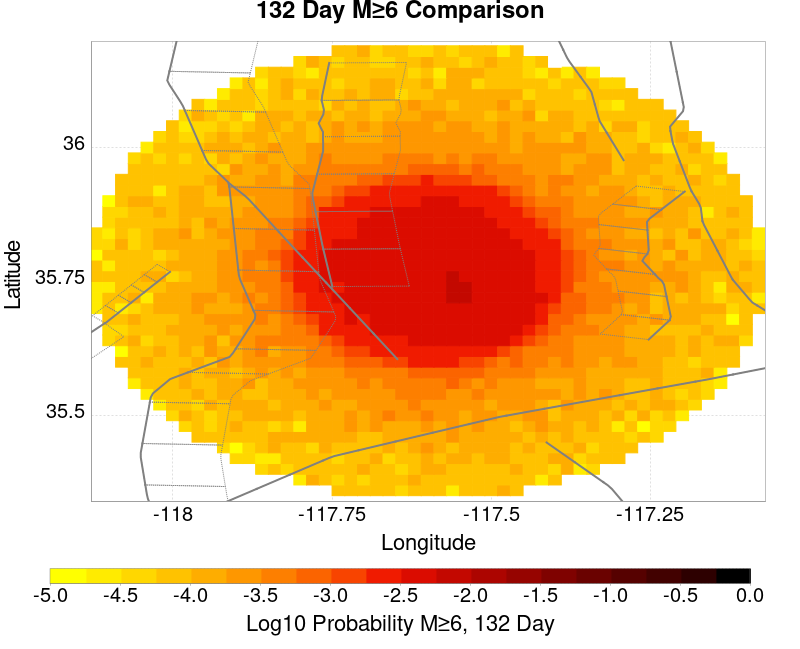 132 Day M≥6 Comparison
36
35.75
35.5
Latitude
-118 -117.75 -117.5 -117.25
Longitude
-5.0 -4.5 -4.0 -3.5 -3.0 -2.5 -2.0 -1.5 -1.0 -0.5 0.0
Log10 Probability M≥6, 132 Day